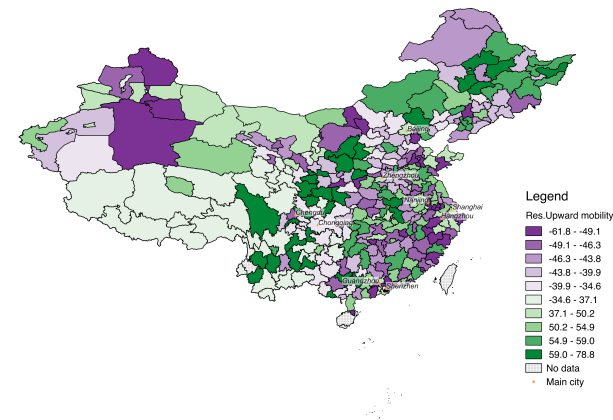 Beijing
Zhengzhou
Nanjing
Shanghai
Hangzhou
Chengdu
Chongqing
Guangzhou
Shenzhen
Legend
Res.Upward mobility
-61.8 - -49.1
-49.1 - -46.3
-46.3 - -43.8
-43.8 - -39.9
-39.9 - -34.6
-34.6 - 37.1
37.1 - 50.2
50.2 - 54.9
54.9 - 59.0
59.0 - 78.8
No data
Main city